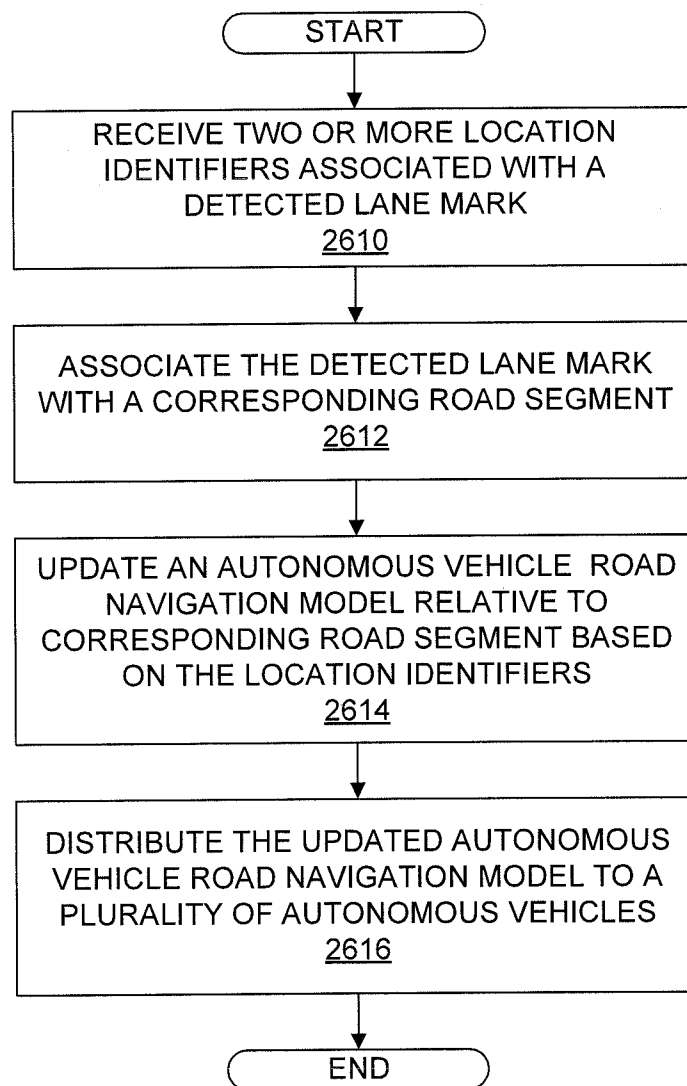 START
RECEIVE TWO OR MORE LOCATION
IDENTIFIERS ASSOCIATED WITH A
DETECTED LANE MARK
2610
ASSOCIATE THE DETECTED LANE MARK
WITH A CORRESPONDING ROAD SEGMENT
2612
UPDATE AN AUTONOMOUS VEHICLE ROAD
NAVIGATION MODEL RELATIVE TO
CORRESPONDING ROAD SEGMENT BASED
ON THE LOCATION IDENTIFIERS
2614
DISTRIBUTE THE UPDATED AUTONOMOUS
VEHICLE ROAD NAVIGATION MODEL TO A
PLURALITY OF AUTONOMOUS VEHICLES
2616
END